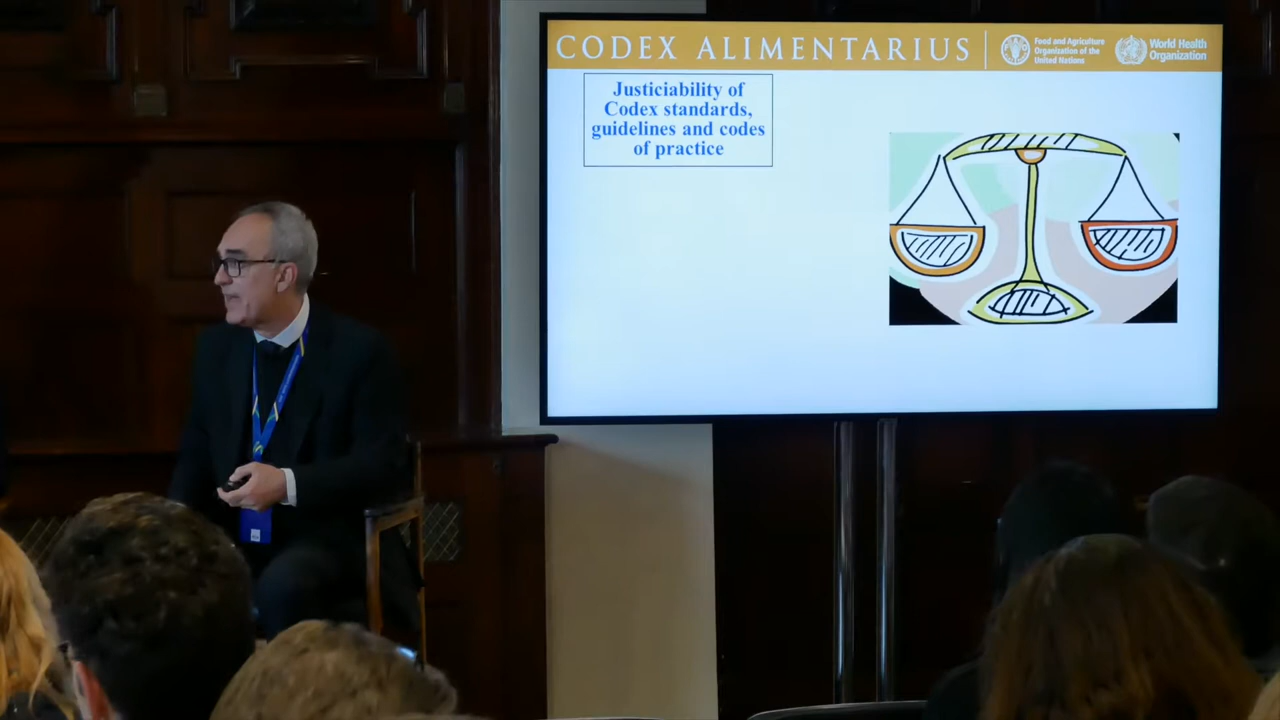 CODEX ALIMENTARIUS
Food and Agriculture
Organization of the
United Nations
World Health
Organization
Justiciability of
Codex standards,
guidelines and codes
of practice